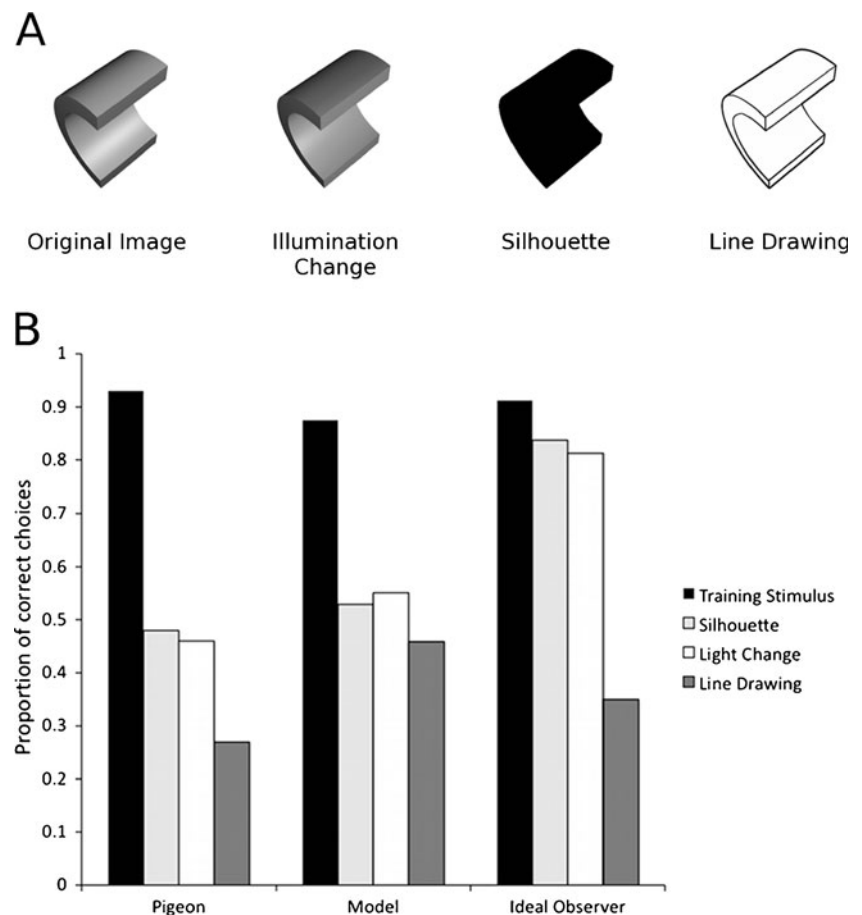 A
Original Image
Illumination
Change
Silhouette
Line Drawing
B
Proportion of correct choices
1
0.9
0.8
0.7
0.6
0.5
0.4
0.3
0.2
0.1
0
Pigeon
Model
Ideal Observer
Training Stimulus
Silhouette
Light Change
Line Drawing